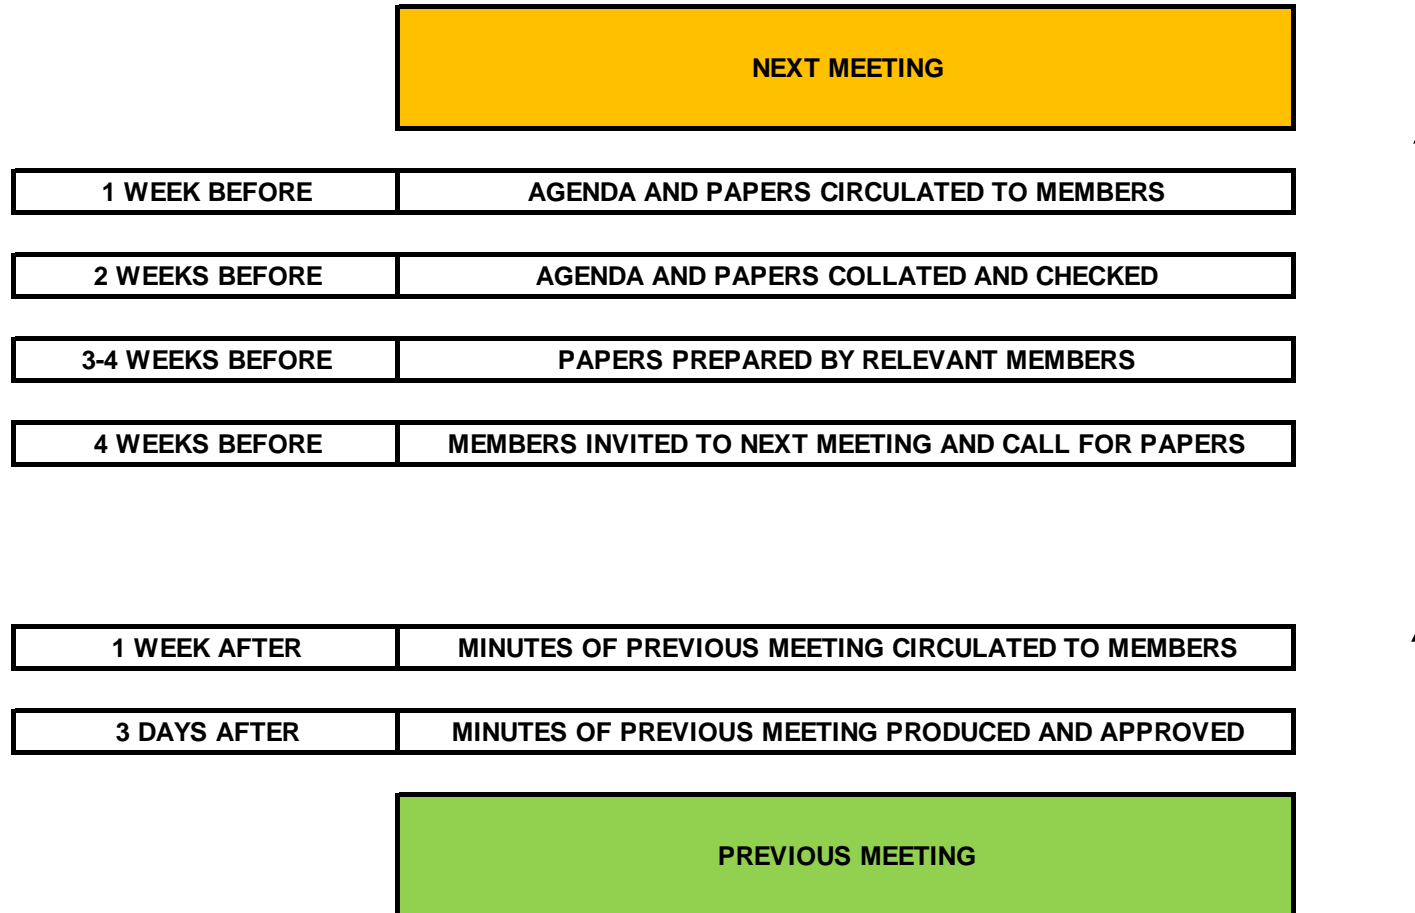 NEXT MEETING
1 WEEK BEFORE AGENDA AND PAPERS CIRCULATED TO MEMBERS
2 WEEKS BEFORE AGENDA AND PAPERS COLLATED AND CHECKED
3-4 WEEKS BEFORE PAPERS PREPARED BY RELEVANT MEMBERS
4 WEEKS BEFORE MEMBERS INVITED TO NEXT MEETING AND CALL FOR PAPERS
1 WEEK AFTER MINUTES OF PREVIOUS MEETING CIRCULATED TO MEMBERS
3 DAYS AFTER MINUTES OF PREVIOUS MEETING PRODUCED AND APPROVED
PREVIOUS MEETING